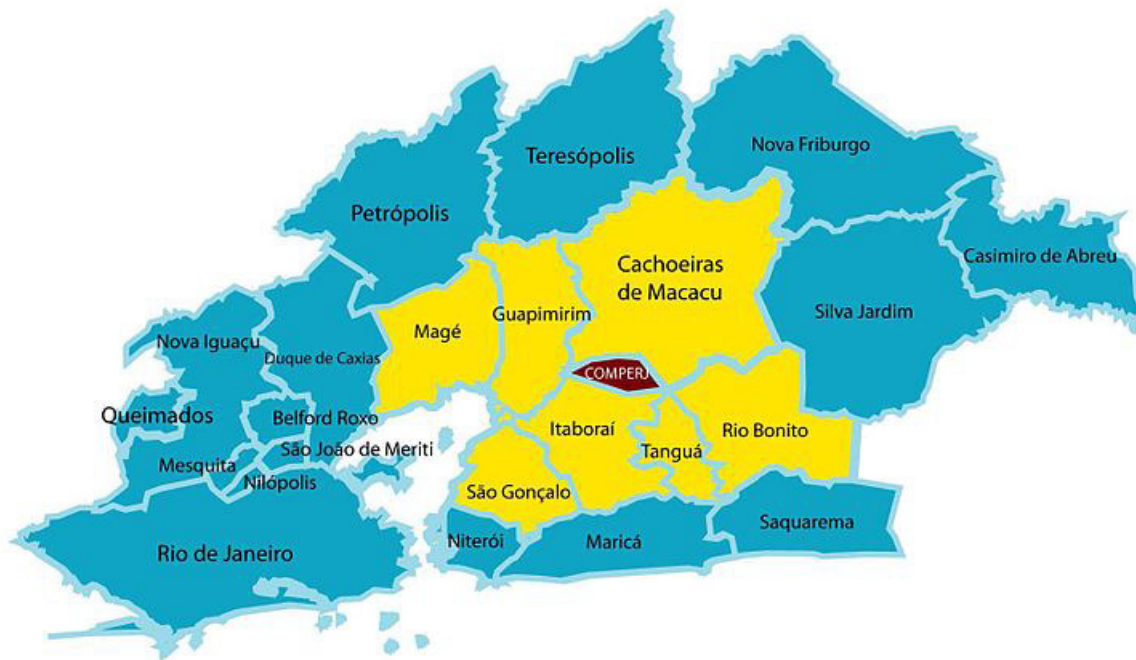 Nova Friburgo
Teresópolis
Petrópolis
Casimiro de Abreu
Cachoeiras
de Macacu
Silva Jardim
Guapimirim
Magé
Nova Iguaçu
Duque de Caxias
COMPERJ
Queimados
Belford Roxo
Itaboraí
Rio Bonito
Tanguá
São João de Meriti
Mesquita
Nilópolis
São Gonçalo
Saquarema
Niterói
Maricá
Rio de Janeiro